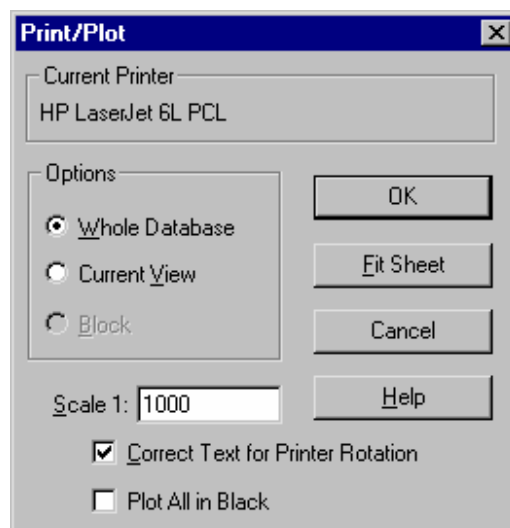 Print/Plot
Current Printer
HP LaserJet 6L PCL
Options
Whole Database
Current View
Block
OK
Fit Sheet
Cancel
Help
Scale 1: 1000
Correct Text for Printer Rotation
Plot All in Black